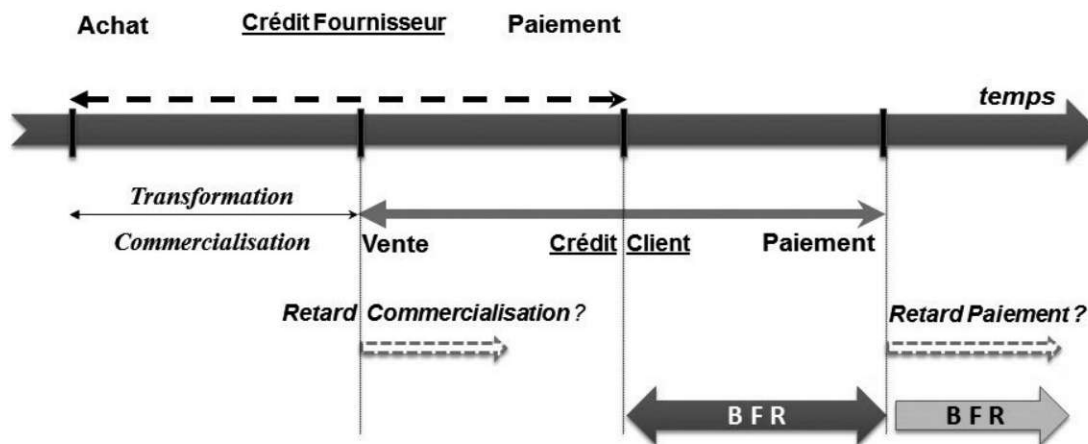 Achat Crédit Fournisseur Paiement
temps
Transformation
Commercialisation
Vente Crédit Client Paiement
Retard Commercialisation ? Retard Paiement ?
B F R B F R